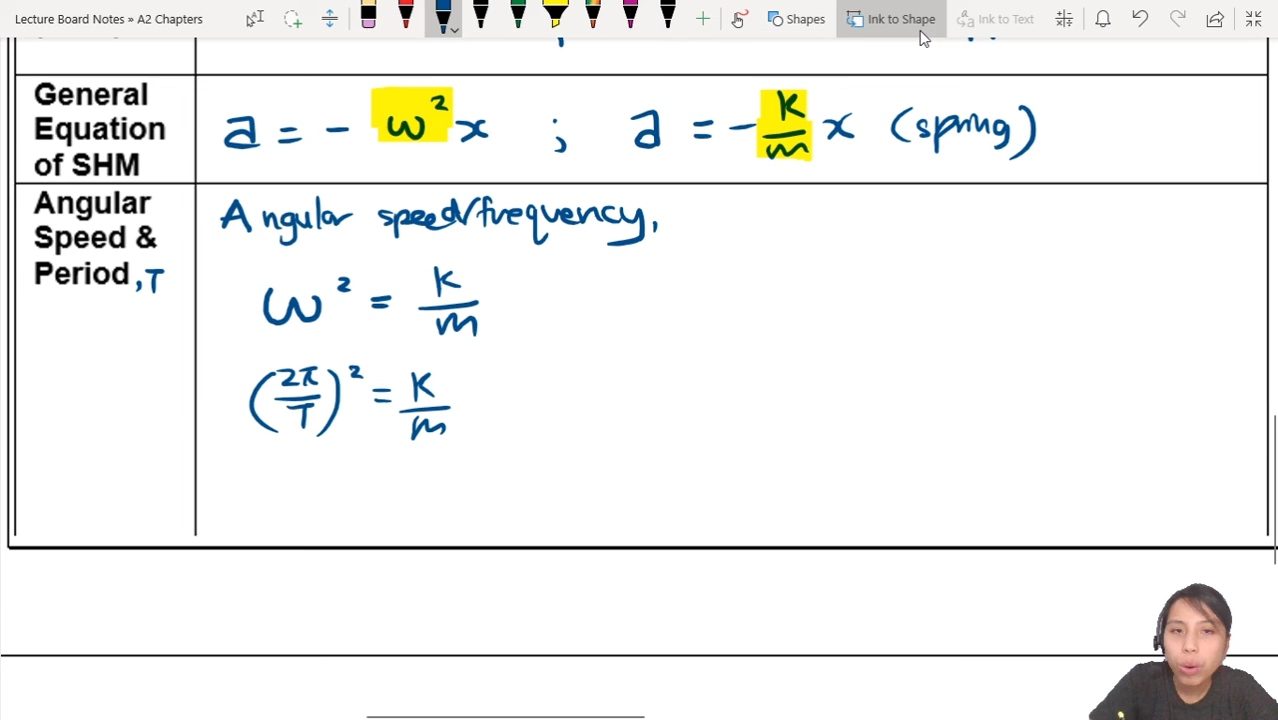 Lecture Board Notes » A2 Chapters
Shapes
Ink to Shape
Ink to Text
General Equation of SHM
a = - ω² x ; a = - k/m x (spring)
Angular Speed & Period, T
Angular speed/frequency,
ω² = k/m
(2π/T)² = k/m